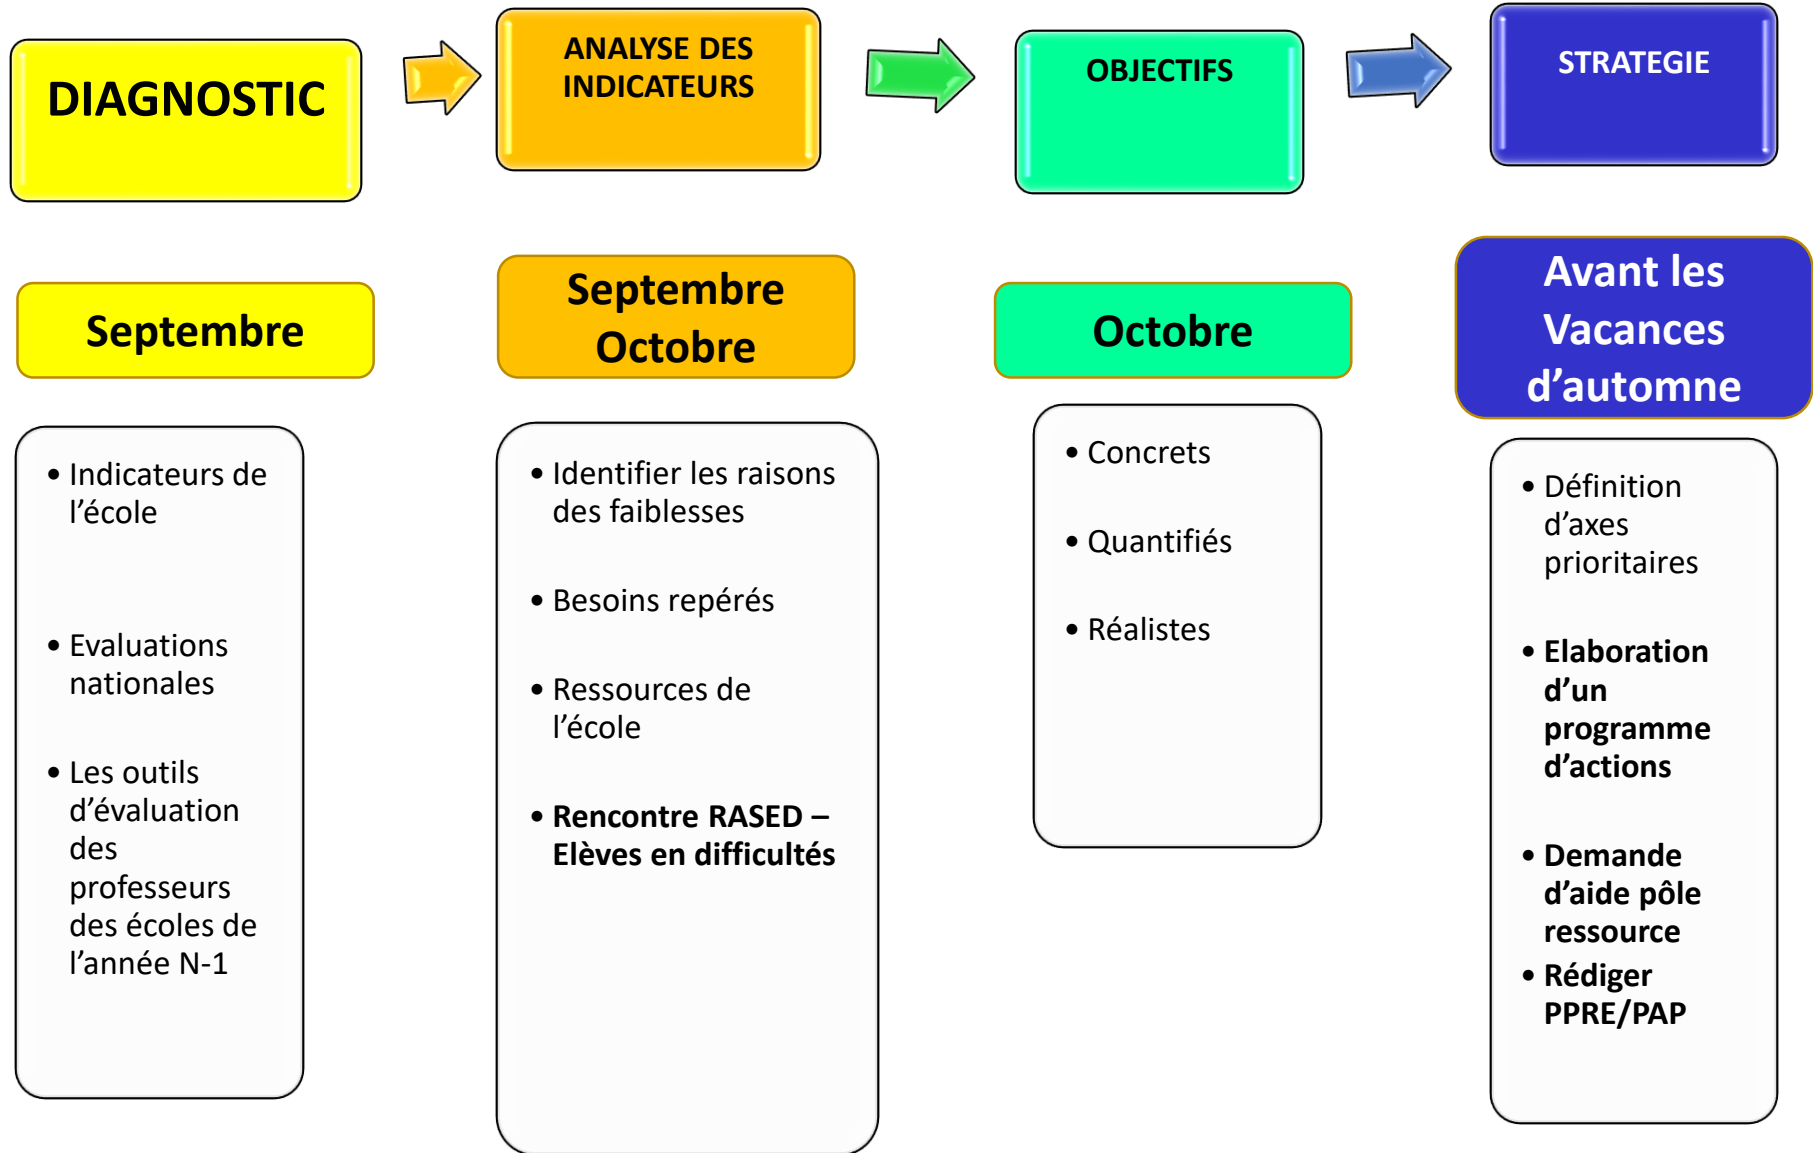 DIAGNOSTIC
ANALYSE DES
INDICATEURS
OBJECTIFS
STRATEGIE
Septembre
Septembre
Octobre
Octobre
Avant les
Vacances
d’automne
• Indicateurs de
l’école
• Evaluations
nationales
• Les outils
d’évaluation
des
professeurs
des écoles de
l’année N-1
• Identifier les raisons
des faiblesses
• Besoins repérés
• Ressources de
l’école
• Rencontre RASED –
Elèves en difficultés
• Concrets
• Quantifiés
• Réalistes
• Définition
d’axes
prioritaires
• Elaboration
d’un
programme
d’actions
• Demande
d’aide pôle
ressource
• Rédiger
PPRE/PAP